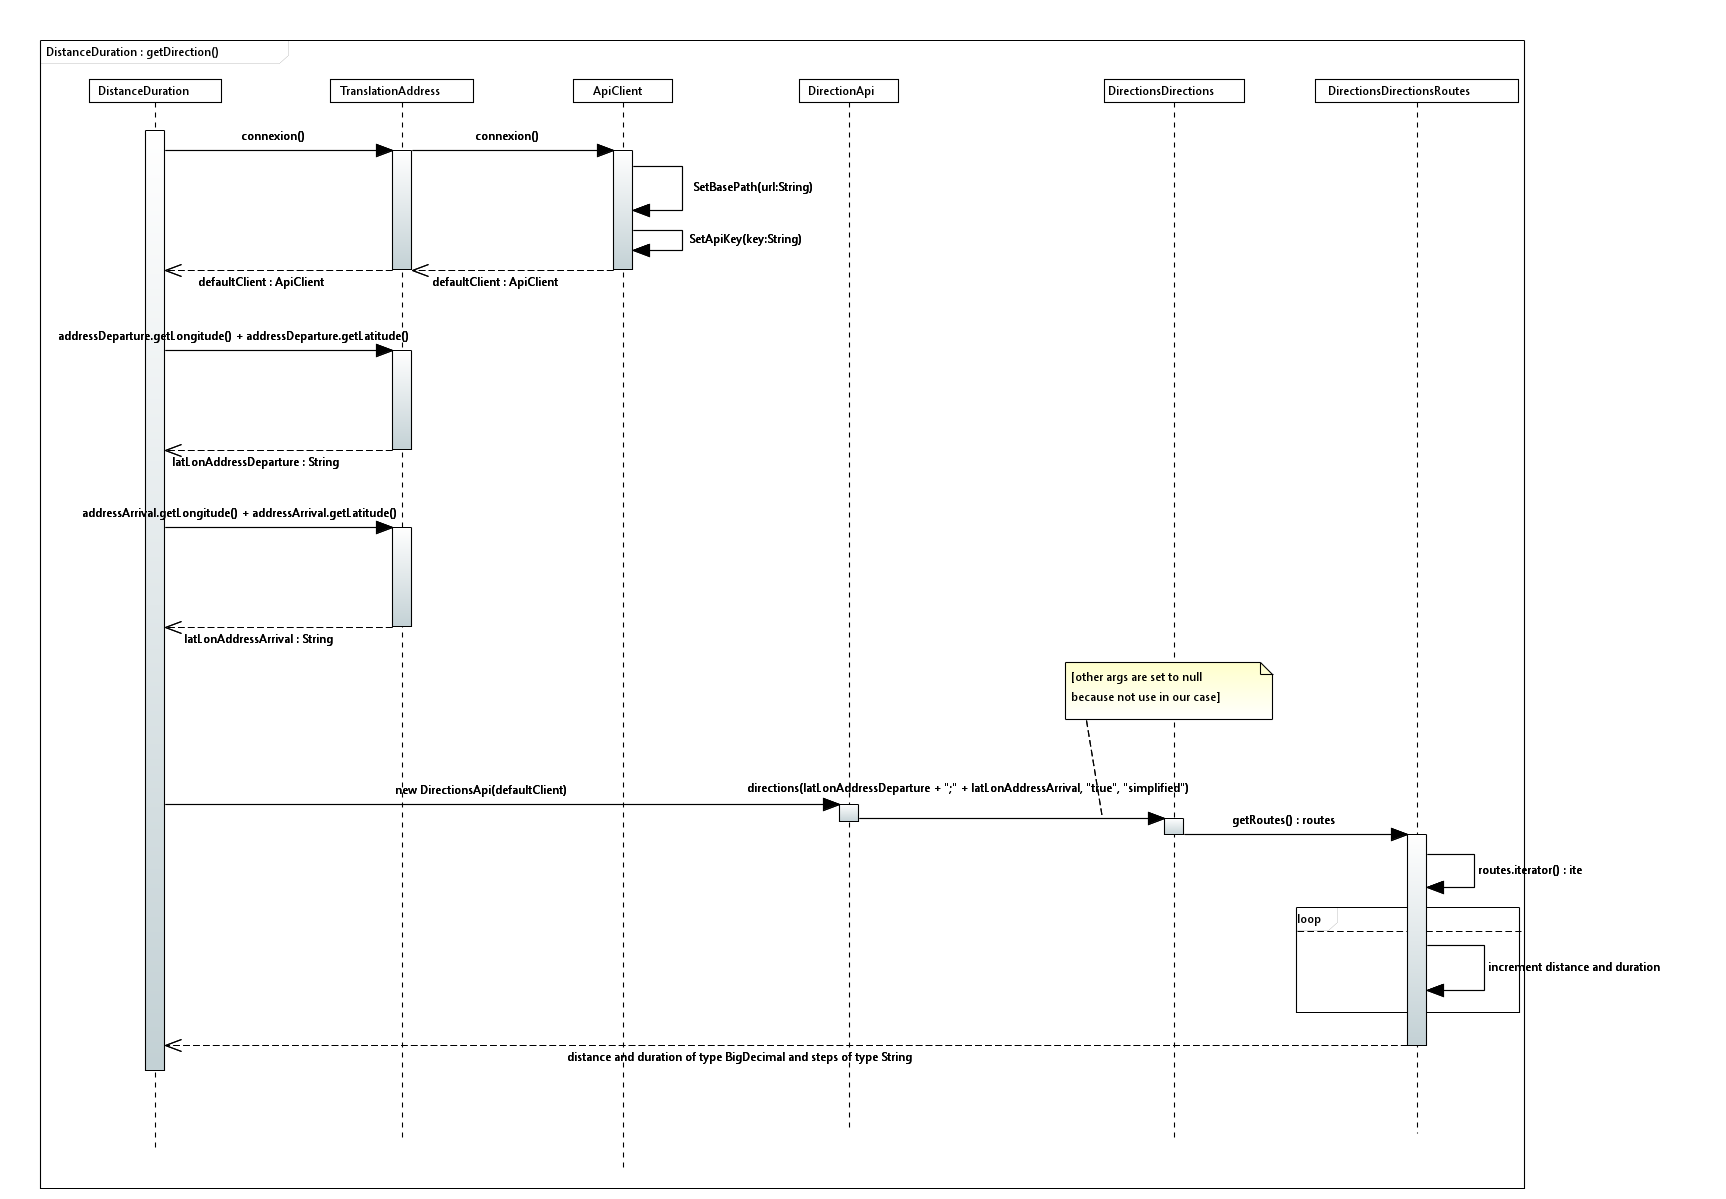 DistanceDuration : getDirection()
DistanceDuration
TranslationAddress
ApiClient
DirectionApi
DirectionsDirections
DirectionsDirectionsRoutes
connexion()
connexion()
SetBasePath(url:String)
SetApiKey(key:String)
defaultClient : ApiClient
defaultClient : ApiClient
addressDeparture.getLongitude() + addressDeparture.getLatitude()
latLonAddressDeparture : String
addressArrival.getLongitude() + addressArrival.getLatitude()
latLonAddressArrival : String
[other args are set to null
because not use in our case]
new DirectionsApi(defaultClient)
directions(latLonAddressDeparture + ";" + latLonAddressArrival, "true", "simplified")
getRoutes() : routes
routes.iterator() : ite
loop
increment distance and duration
distance and duration of type BigDecimal and steps of type String